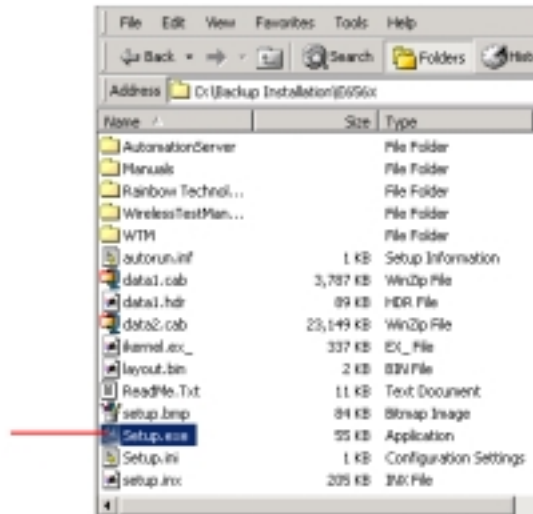 File Edit View Favorites Tools Help
Back Search Folders Hist
Address D:\Backup Installation\E656x
Name Size Type
AutomationServer File Folder
Manuals File Folder
Rainbow Technol... File Folder
WirelessTestMan... File Folder
WTM File Folder
autorun.inf 1 KB Setup Information
data1.cab 3,787 KB WinZip File
data1.hdr 89 KB HDR File
data2.cab 23,149 KB WinZip File
ikernel.ex_ 337 KB EX_ File
layout.bin 2 KB BIN File
ReadMe.Txt 11 KB Text Document
setup.bmp 84 KB Bitmap Image
Setup.exe 55 KB Application
Setup.ini 1 KB Configuration Settings
setup.inx 205 KB INX File